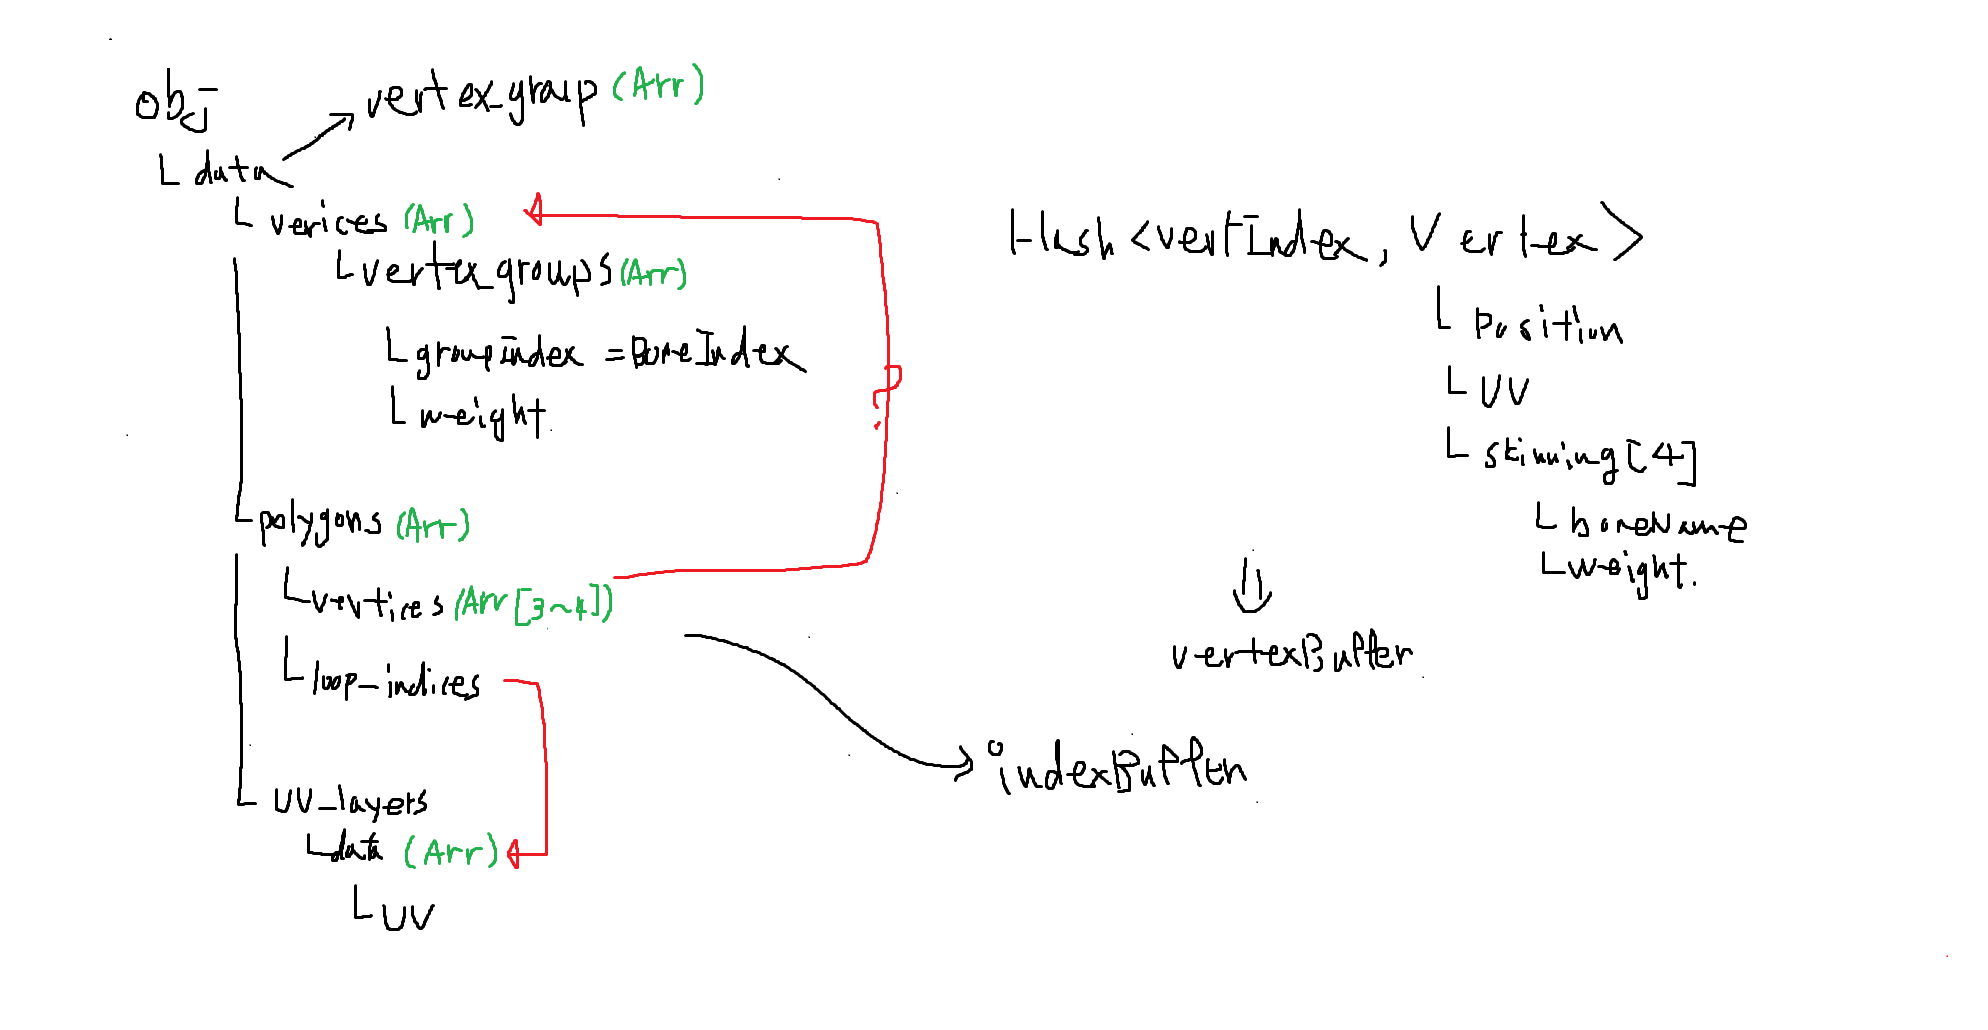 obj
vertex_group (Arr)
L data
L verices (Arr)
L vertex_groups (Arr)
L groupindex = BoneIndex
L weight
L polygons (Arr)
L vertices (Arr[3~4])
L loop_indices
L UV_layers
L data (Arr)
L UV
?
Hash <vertIndex, Vertex>
L position
L UV
L skinning [4]
L boneName
L weight.
vertexBuffer
indexBuffer